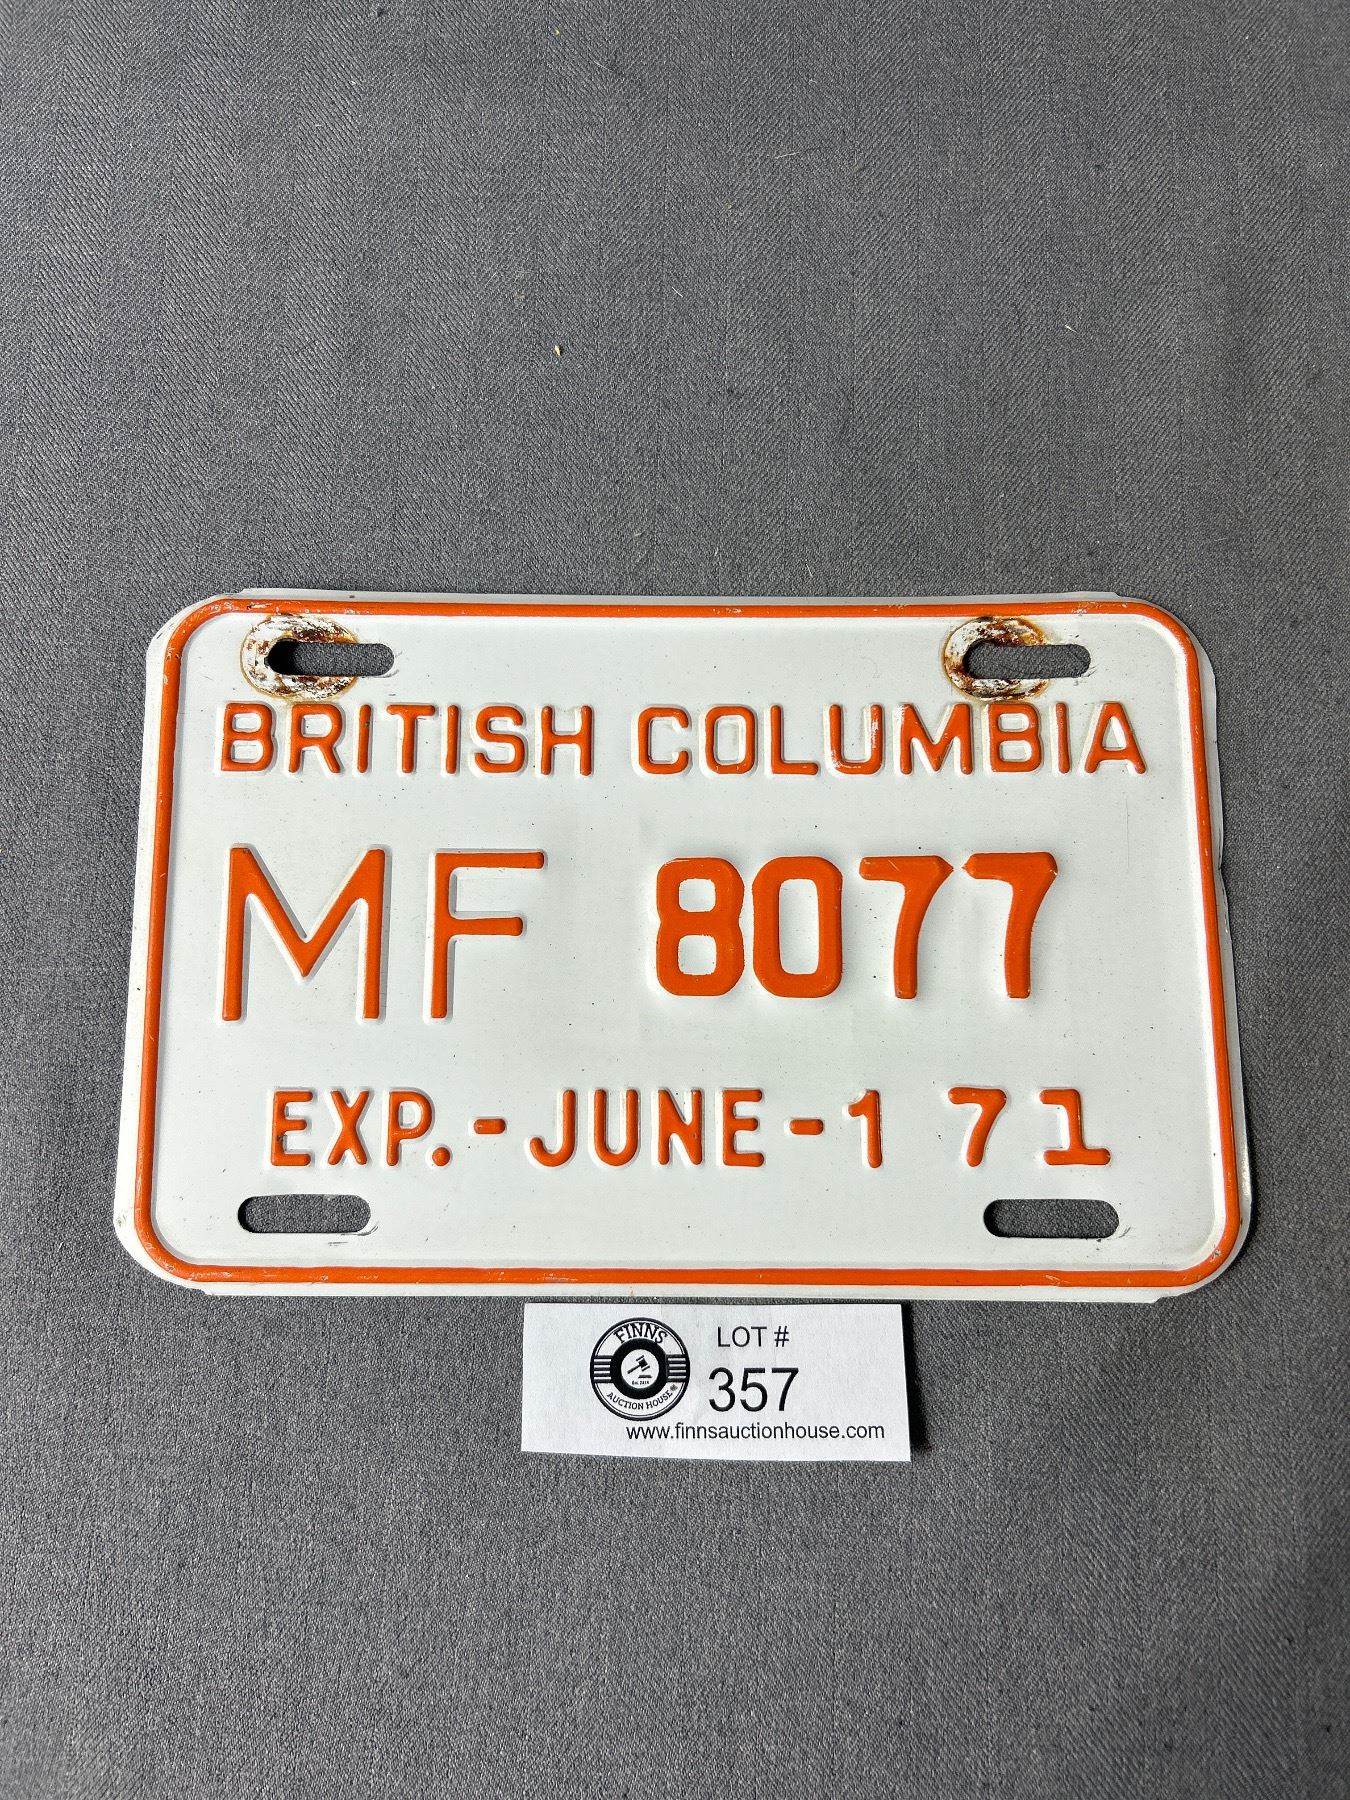 BRITISH COLUMBIA
MF 8077
EXP.-JUNE-1 71
FINNS
AUCTION HOUSE
LOT #
357
www.finnsauctionhouse.com